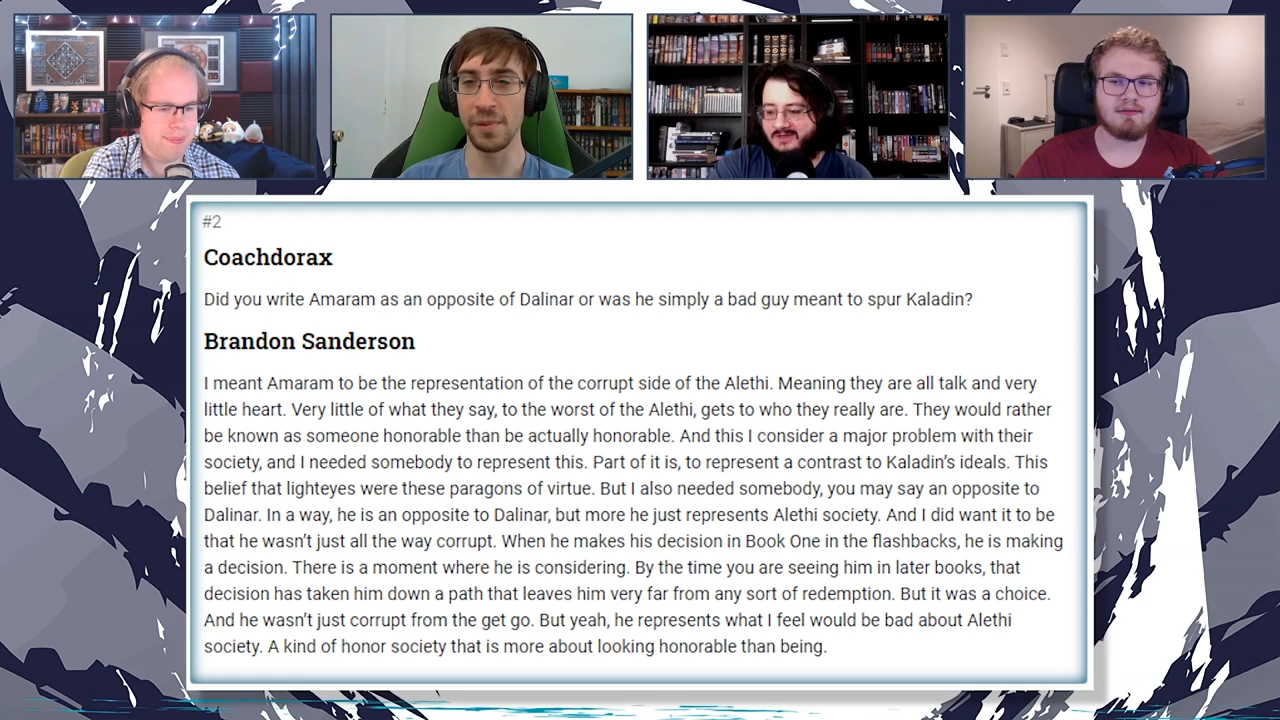 #2
Coachdorax
Did you write Amaram as an opposite of Dalinar or was he simply a bad guy meant to spur Kaladin?
Brandon Sanderson
I meant Amaram to be the representation of the corrupt side of the Alethi. Meaning they are all talk and very
little heart. Very little of what they say, to the worst of the Alethi, gets to who they really are. They would rather
be known as someone honorable than be actually honorable. And this I consider a major problem with their
society, and I needed somebody to represent this. Part of it is, to represent a contrast to Kaladin’s ideals. This
belief that lighteyes were these paragons of virtue. But I also needed somebody, you may say an opposite to
Dalinar. In a way, he is an opposite to Dalinar, but more he just represents Alethi society. And I did want it to be
that he wasn’t just all the way corrupt. When he makes his decision in Book One in the flashbacks, he is making
a decision. There is a moment where he is considering. By the time you are seeing him in later books, that
decision has taken him down a path that leaves him very far from any sort of redemption. But it was a choice.
And he wasn’t just corrupt from the get go. But yeah, he represents what I feel would be bad about Alethi
society. A kind of honor society that is more about looking honorable than being.